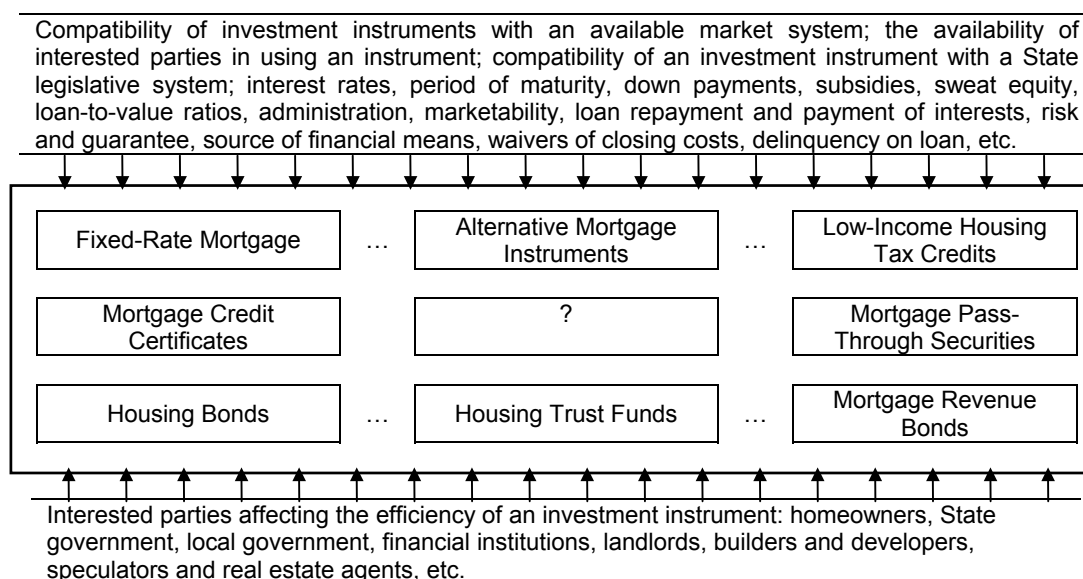 Compatibility of investment instruments with an available market system; the availability of
interested parties in using an instrument; compatibility of an investment instrument with a State
legislative system; interest rates, period of maturity, down payments, subsidies, sweat equity,
loan-to-value ratios, administration, marketability, loan repayment and payment of interests, risk
and guarantee, source of financial means, waivers of closing costs, delinquency on loan, etc.
Fixed-Rate Mortgage
…
Alternative Mortgage
Instruments
…
Low-Income Housing
Tax Credits
Mortgage Credit
Certificates
?
Mortgage Pass-
Through Securities
Housing Bonds
…
Housing Trust Funds
…
Mortgage Revenue
Bonds
Interested parties affecting the efficiency of an investment instrument: homeowners, State
government, local government, financial institutions, landlords, builders and developers,
speculators and real estate agents, etc.